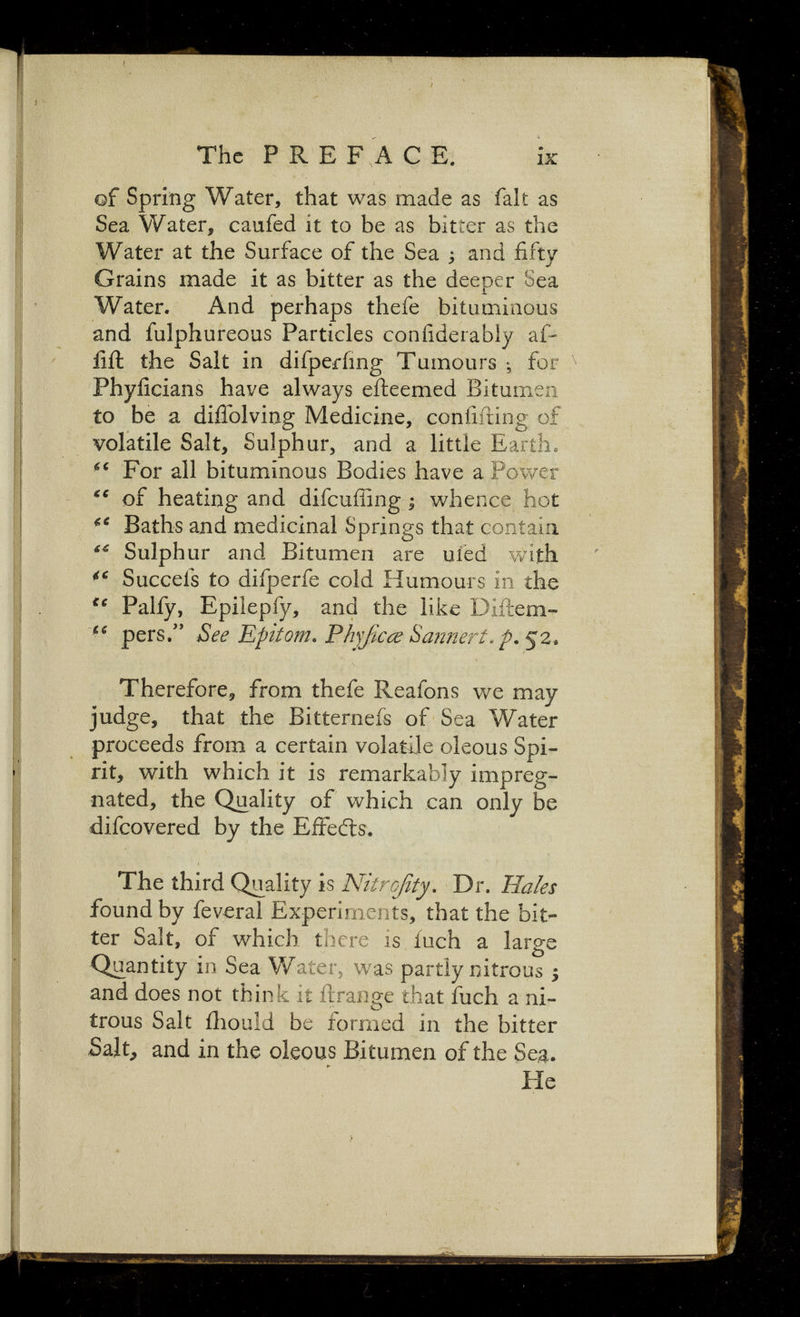 The PREFACE. ix
of Spring Water, that was made as ſalt as
Sea Water, cauſed it to be as bitter as the
Water at the Surface of the Sea ; and fifty
Grains made it as bitter as the deeper Sea
Water. And perhaps theſe bituminous
and ſulphureous Particles conſiderably aſ-
ſiſt the Salt in diſperſing Tumours ; for
Phyſicians have always eſteemed Bitumen
to be a diſſolving Medicine, conſiſting of
volatile Salt, Sulphur, and a little Earth.
“ For all bituminous Bodies have a Power
“ of heating and diſcuſſing ; whence hot
“ Baths and medicinal Springs that contain
“ Sulphur and Bitumen are uſed with
“ Succeſs to diſperſe cold Humours in the
“ Palſy, Epilepſy, and the like Diſtem-
“ pers.” See Epitom. Phyſicæ Sannert. p. 52.
Therefore, from theſe Reaſons we may
judge, that the Bitterneſs of Sea Water
proceeds from a certain volatile oleous Spi-
rit, with which it is remarkably impreg-
nated, the Quality of which can only be
diſcovered by the Effects.
The third Quality is Nitroſity. Dr. Hales
found by ſeveral Experiments, that the bit-
ter Salt, of which there is ſuch a large
Quantity in Sea Water, was partly nitrous ;
and does not think it ſtrange that ſuch a ni-
trous Salt ſhould be formed in the bitter
Salt, and in the oleous Bitumen of the Sea.
He